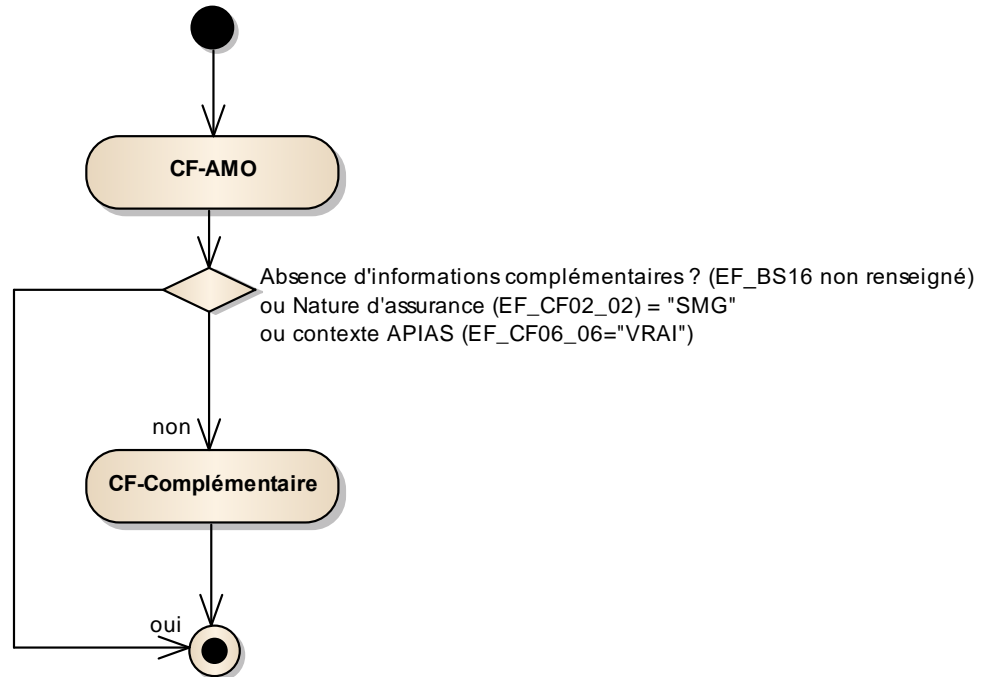 CF-AMO
Absence d'informations complémentaires ? (EF_BS16 non renseigné)
ou Nature d'assurance (EF_CF02_02) = "SMG"
ou contexte APIAS (EF_CF06_06="VRAI")
non
CF-Complémentaire
oui